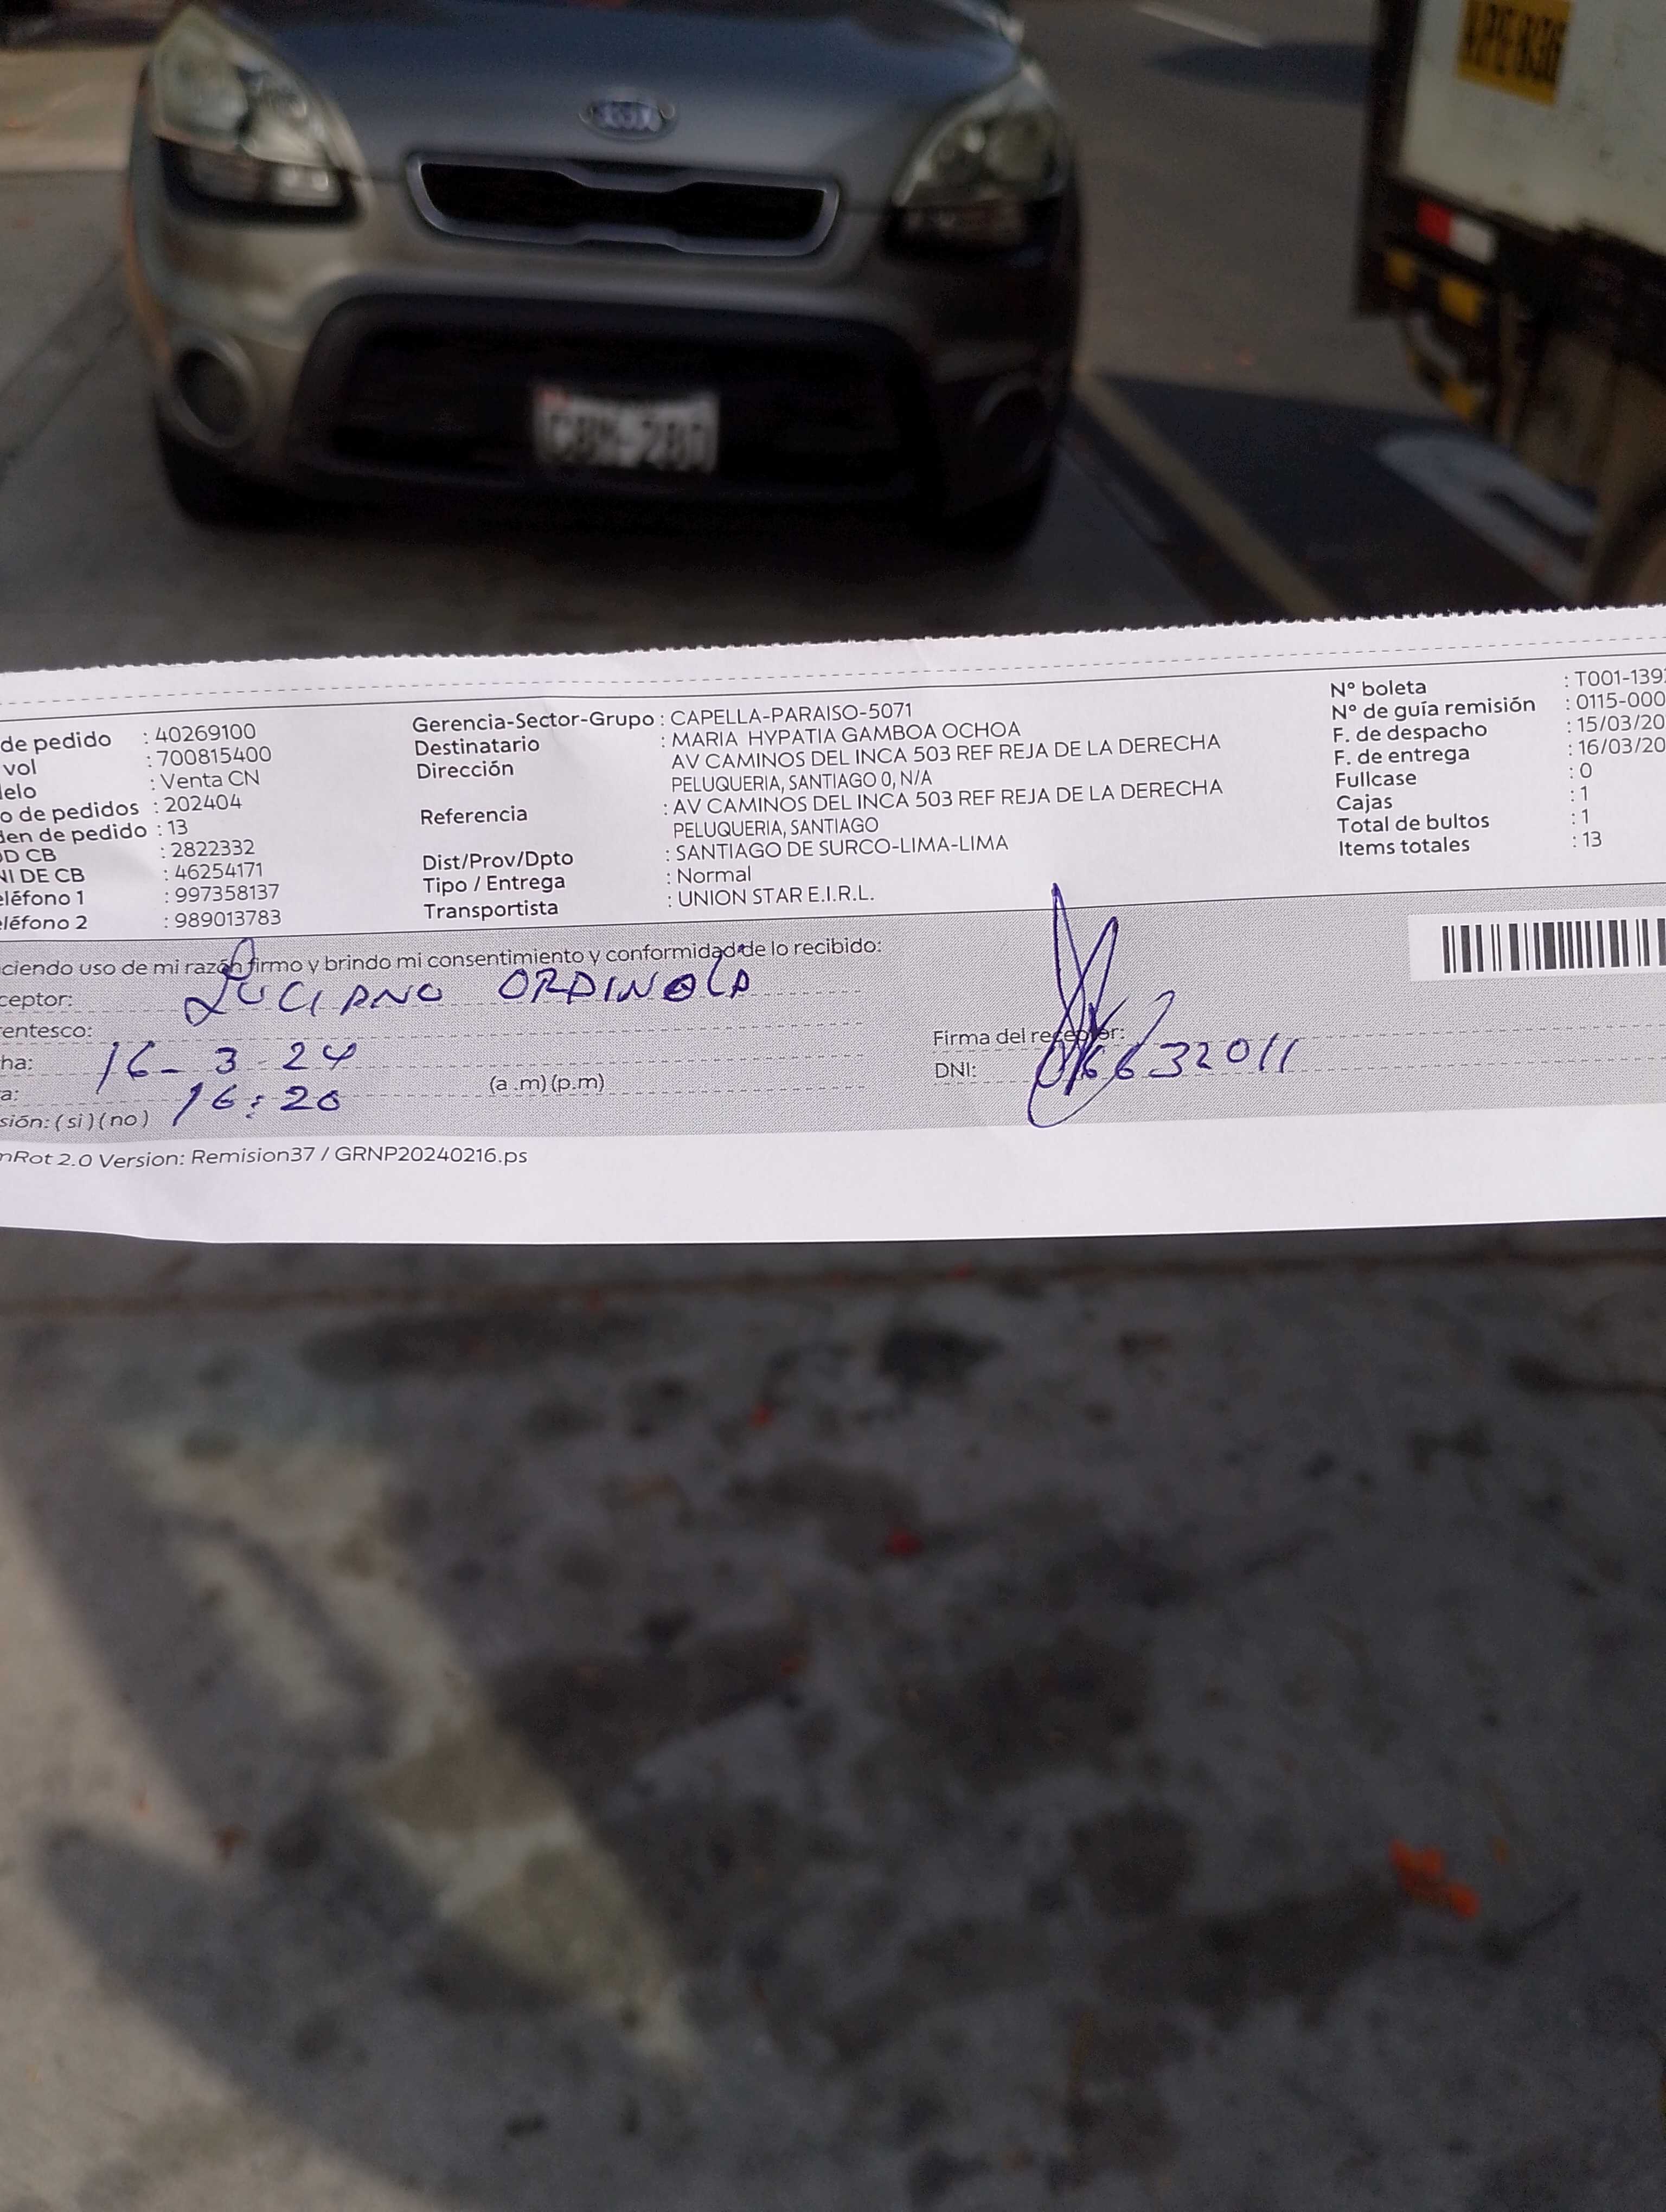 KIA
de pedido : 40269100
vol : 700815400
elo : Venta CN
o de pedidos : 202404
den de pedido : 13
D CB : 2822332
NI DE CB : 46254171
eléfono 1 : 997358137
eléfono 2 : 989013783
Gerencia-Sector-Grupo : CAPELLA-PARAISO-5071
Destinatario : MARIA HYPATIA GAMBOA OCHOA
Dirección AV CAMINOS DEL INCA 503 REF REJA DE LA DERECHA
PELUQUERIA, SANTIAGO 0, N/A
Referencia : AV CAMINOS DEL INCA 503 REF REJA DE LA DERECHA
PELUQUERIA, SANTIAGO
Dist/Prov/Dpto : SANTIAGO DE SURCO-LIMA-LIMA
Tipo / Entrega : Normal
Transportista : UNION STAR E.I.R.L.
Nº boleta : T001-139
Nº de guía remisión : 0115-000
F. de despacho : 15/03/20
F. de entrega : 16/03/20
Fullcase : 0
Cajas : 1
Total de bultos : 1
Items totales : 13
ciendo uso de mi razón firmo y brindo mi consentimiento y conformidad de lo recibido:
ceptor: LUCIANO ORDINOLA
entesco:
ha: 16-3-24
a: 16:20 (a .m) (p.m)
sión: ( si ) ( no )
Firma del receptor:
DNI: 06632011
nRot 2.0 Version: Remision37 / GRNP20240216.ps